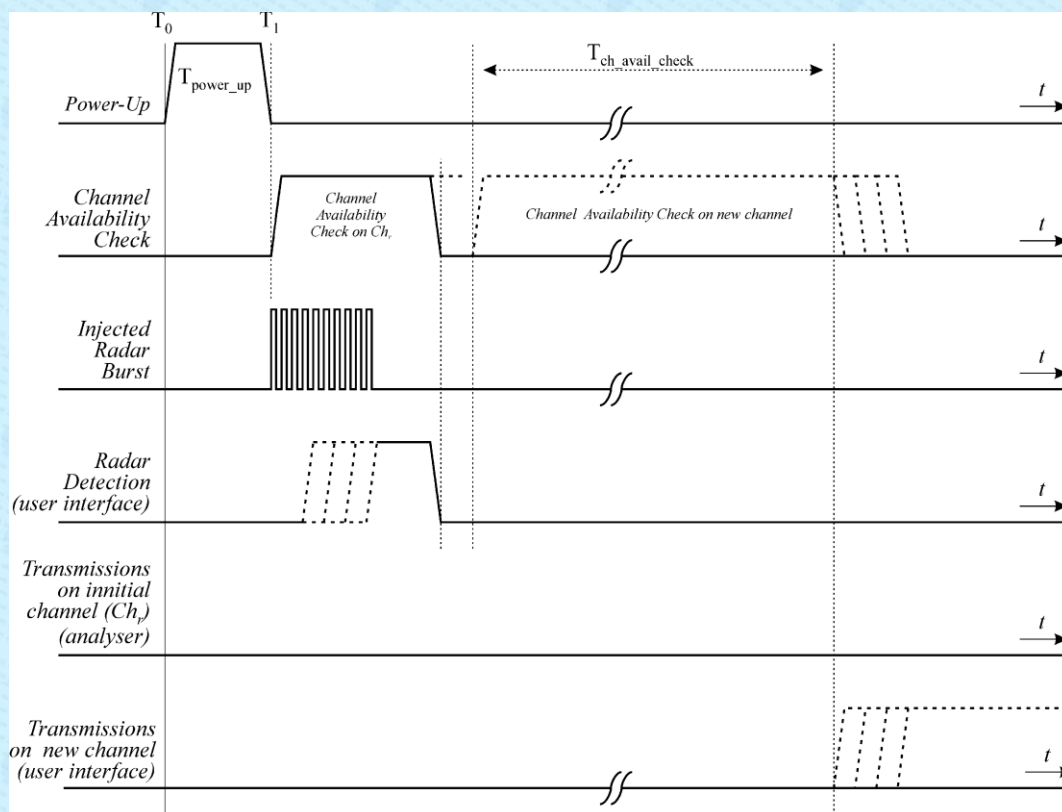 T0 T1
Tch_avail_check
Tpower_up
t
Power-Up
Channel
Availability
Check
Channel
Availability
Check on Chr
Channel Availability Check on new channel
t
Injected
Radar
Burst
t
Radar
Detection
(user interface)
t
Transmissions
on innitial
channel (Chr)
(analyser)
t
Transmissions
on new channel
(user interface)
t